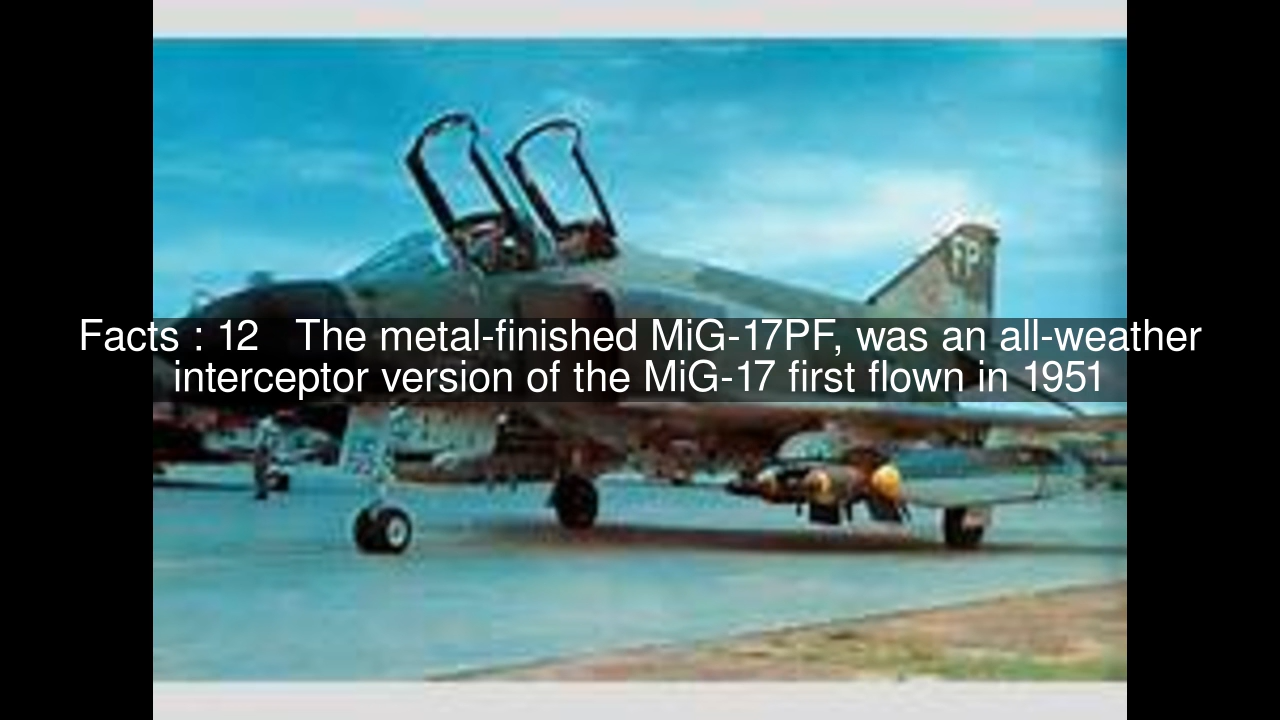 FP
Facts : 12   The metal-finished MiG-17PF, was an all-weather
interceptor version of the MiG-17 first flown in 1951